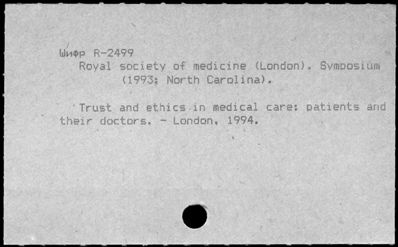 Шифр R-2499
Royal society of medicine (London). Symposium
(1993; North Carolina).
Trust and ethics in medical care: patients and
their doctors. - London, 1994.